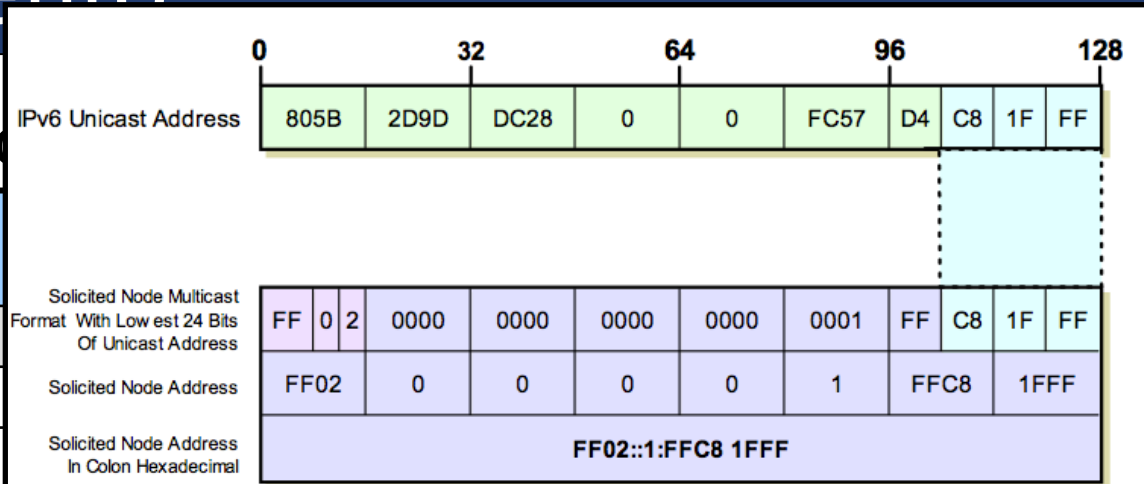 0 32 64 96 128
IPv6 Unicast Address 805B 2D9D DC28 0 0 FC57 D4 C8 1F FF
Solicited Node Multicast
Format With Lowest 24 Bits
Of Unicast Address
FF 0 2 0000 0000 0000 0000 0001 FF C8 1F FF
Solicited Node Address FF02 0 0 0 0 1 FFC8 1FFF
Solicited Node Address
In Colon Hexadecimal
FF02::1:FFC8 1FFF